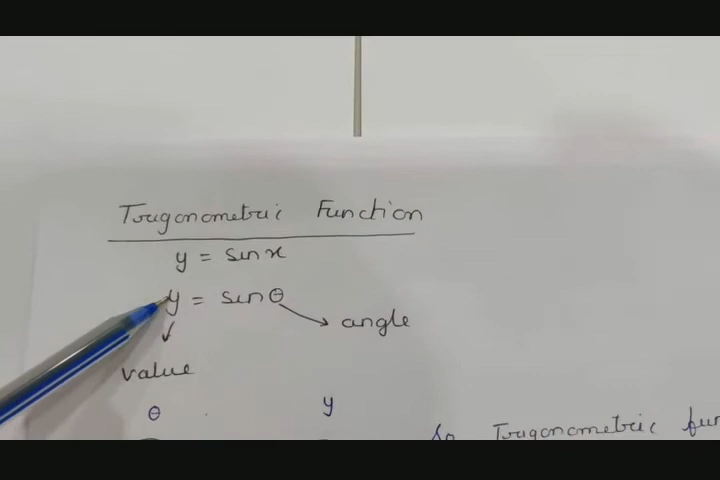 Trigonometric Function
y = sin x
y = sin θ
angle
value
θ y
So Trigonometric fun